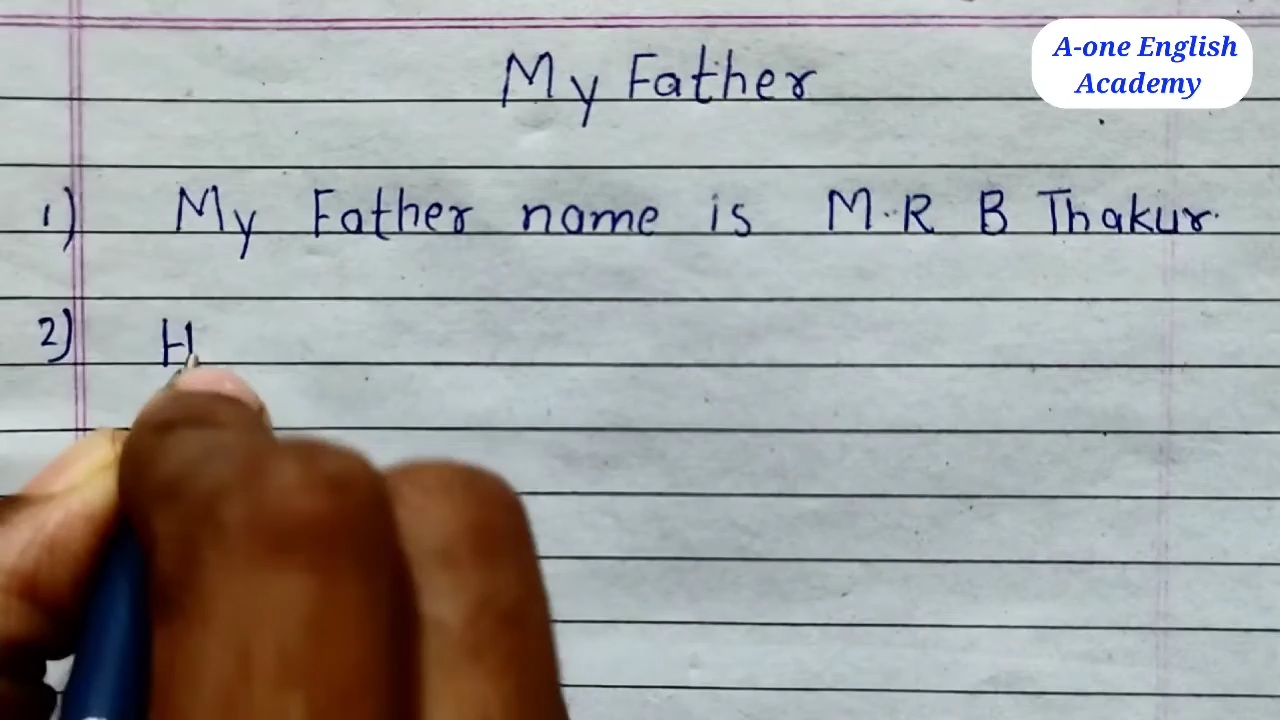 A-one English
Academy
My Father
1) My Father name is M.R B Thakur.
2) H